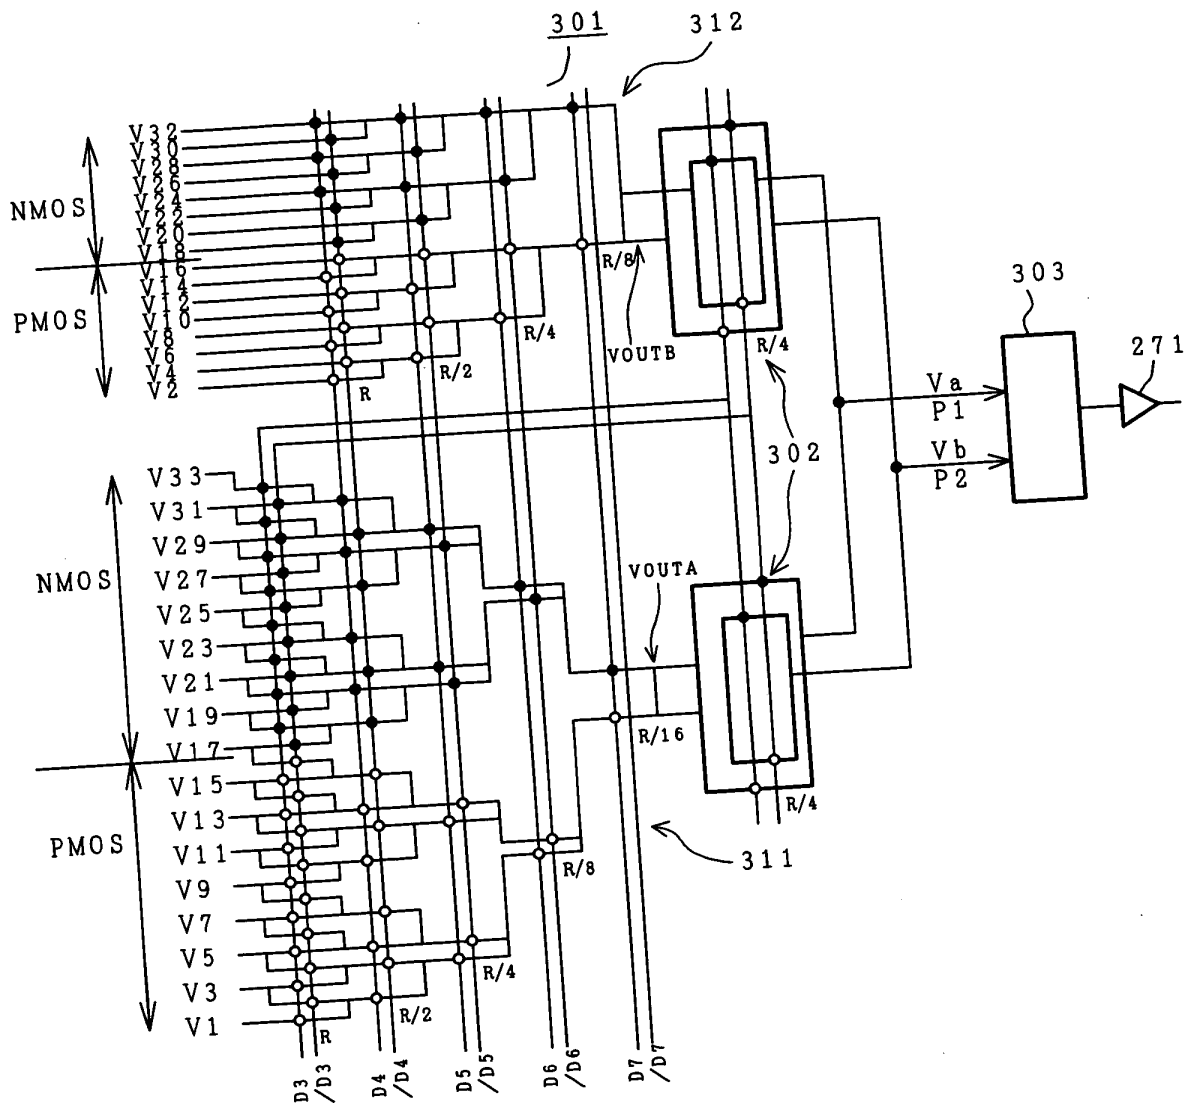 301
312
V32
V30
V28
V26
V24
V22
V20
V18
V16
V14
V12
V10
V8
V6
V4
V2
NMOS
PMOS
R
R/2
R/4
R/8
VOUTB
R/4
302
303
271
Va
P1
Vb
P2
V33
V31
V29
V27
V25
V23
V21
V19
V17
V15
V13
V11
V9
V7
V5
V3
V1
NMOS
PMOS
VOUTA
R/16
R/4
311
R/8
R/4
R/2
R
D3
/D3
D4
/D4
D5
/D5
D6
/D6
D7
/D7